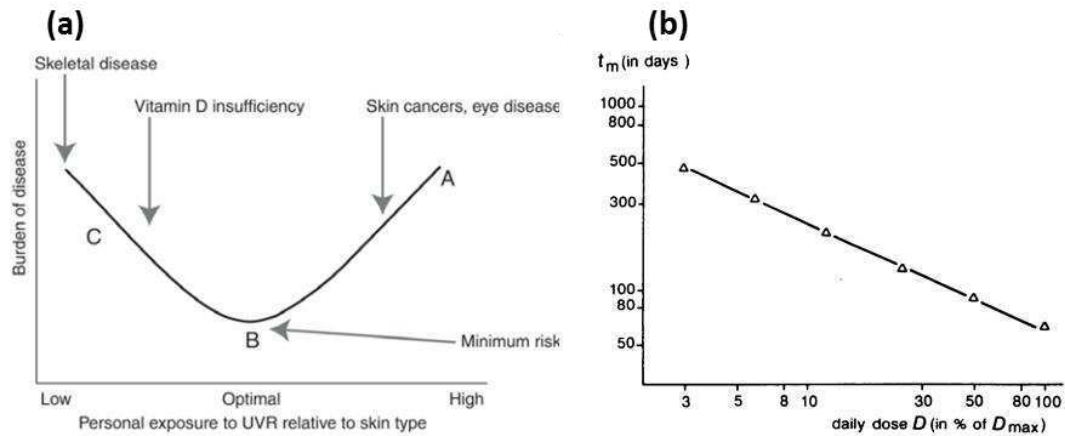 (a)
Skeletal disease
Vitamin D insufficiency
Skin cancers, eye disease
A
C
B
Minimum risk
Burden of disease
Low
Optimal
High
Personal exposure to UVR relative to skin type
(b)
tm (in days)
1000
800
500
300
100
80
50
3
5
8
10
30
50
80
100
daily dose D (in % of Dmax)